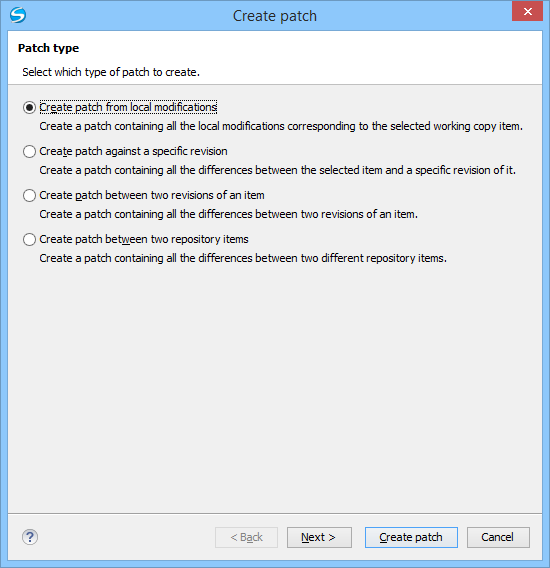 Create patch
Patch type
Select which type of patch to create.
Create patch from local modifications
Create a patch containing all the local modifications corresponding to the selected working copy item.
Create patch against a specific revision
Create a patch containing all the differences between the selected item and a specific revision of it.
Create patch between two revisions of an item
Create a patch containing all the differences between two revisions of an item.
Create patch between two repository items
Create a patch containing all the differences between two different repository items.
? < Back Next > Create patch Cancel